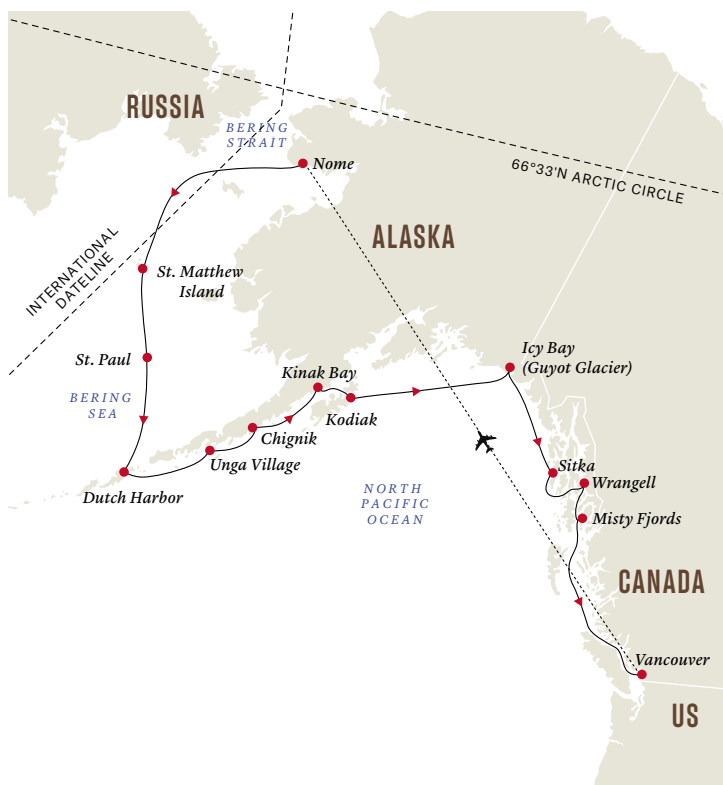 RUSSIA
BERING
STRAIT
Nome
66°33'N ARCTIC CIRCLE
ALASKA
INTERNATIONAL
DATELINE
St. Matthew
Island
St. Paul
Icy Bay
(Guyot Glacier)
Kinak Bay
BERING
SEA
Kodiak
Chignik
Unga Village
Sitka
Wrangell
Dutch Harbor
NORTH
PACIFIC
OCEAN
Misty Fjords
CANADA
Vancouver
US